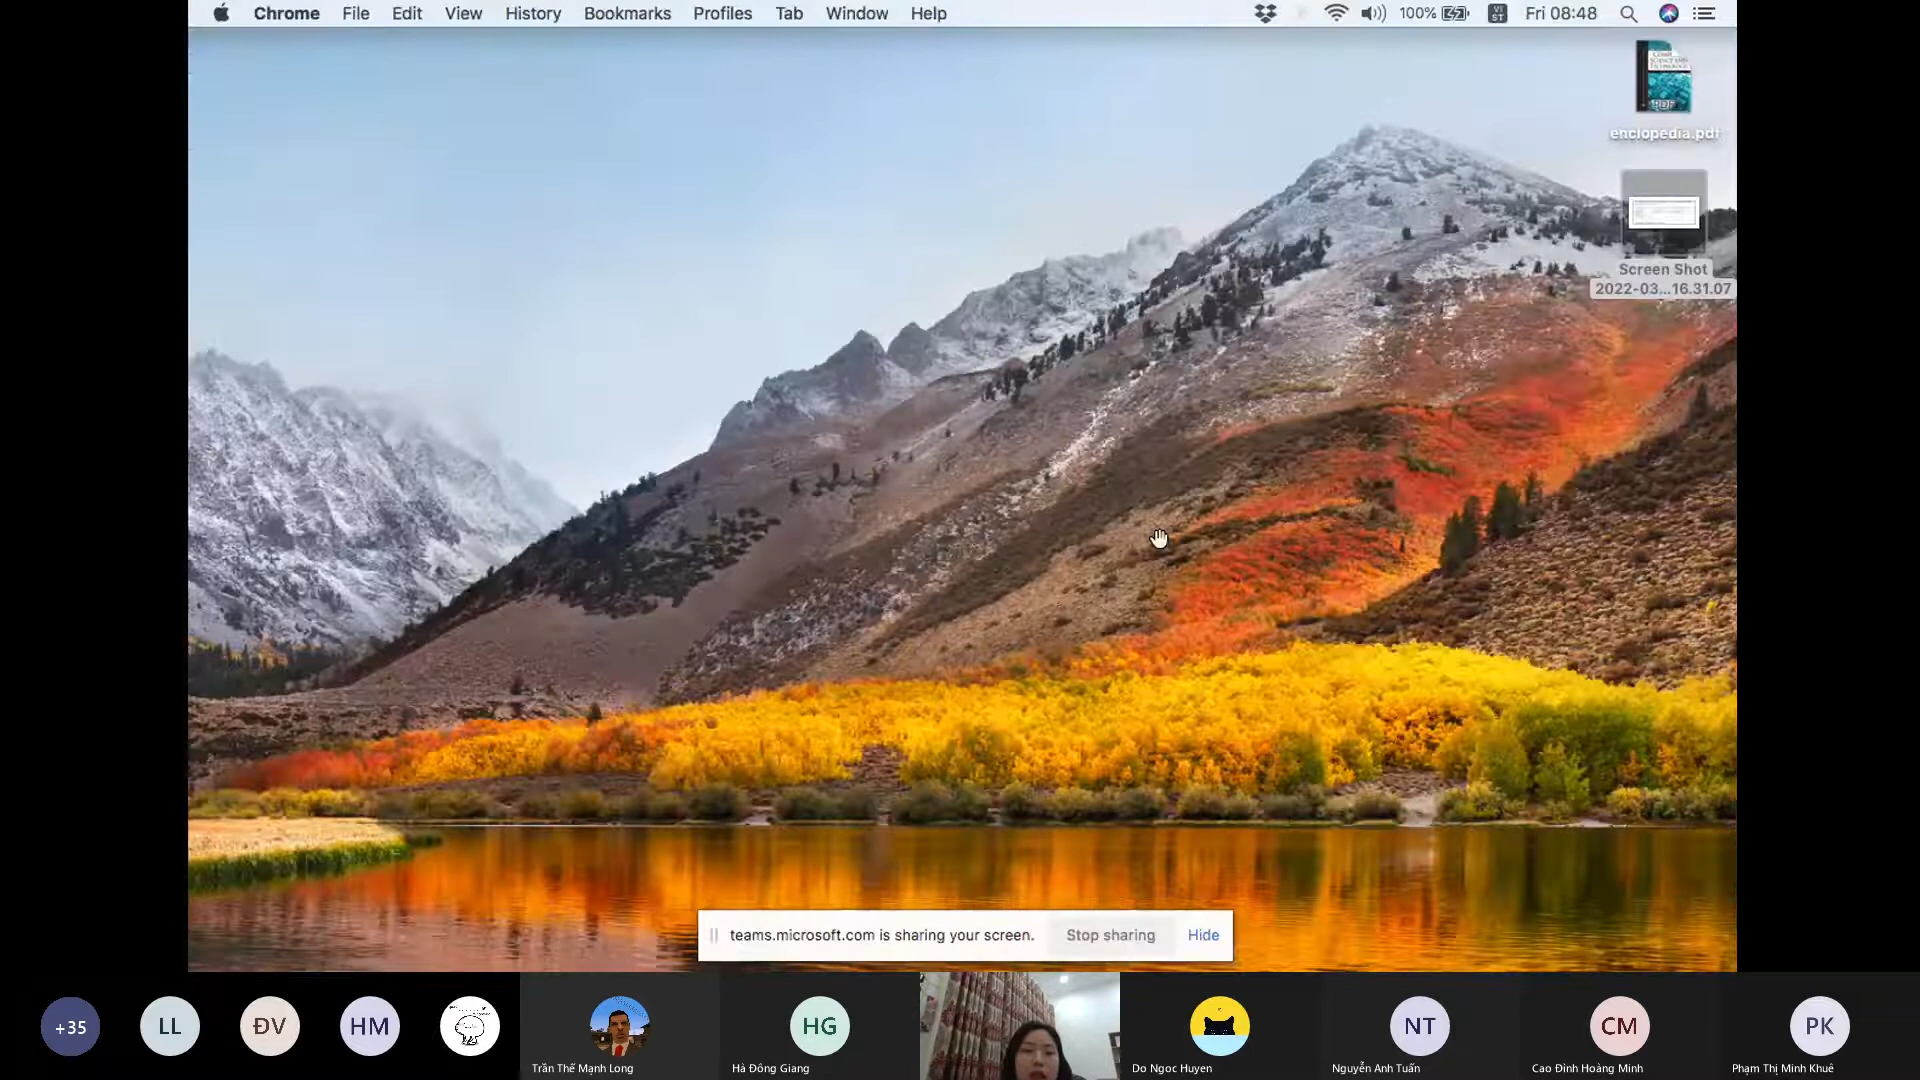 Chrome File Edit View History Bookmarks Profiles Tab Window Help
100% VI ST Fri 08:48
PDF
enclopedia.pdf
Screen Shot
2022-03...16.31.07
teams.microsoft.com is sharing your screen. Stop sharing Hide
+35 LL ĐV HM HG NT CM PK
Trần Thế Mạnh Long Hà Đông Giang Do Ngoc Huyen Nguyễn Anh Tuấn Cao Đình Hoàng Minh Phạm Thị Minh Khuê